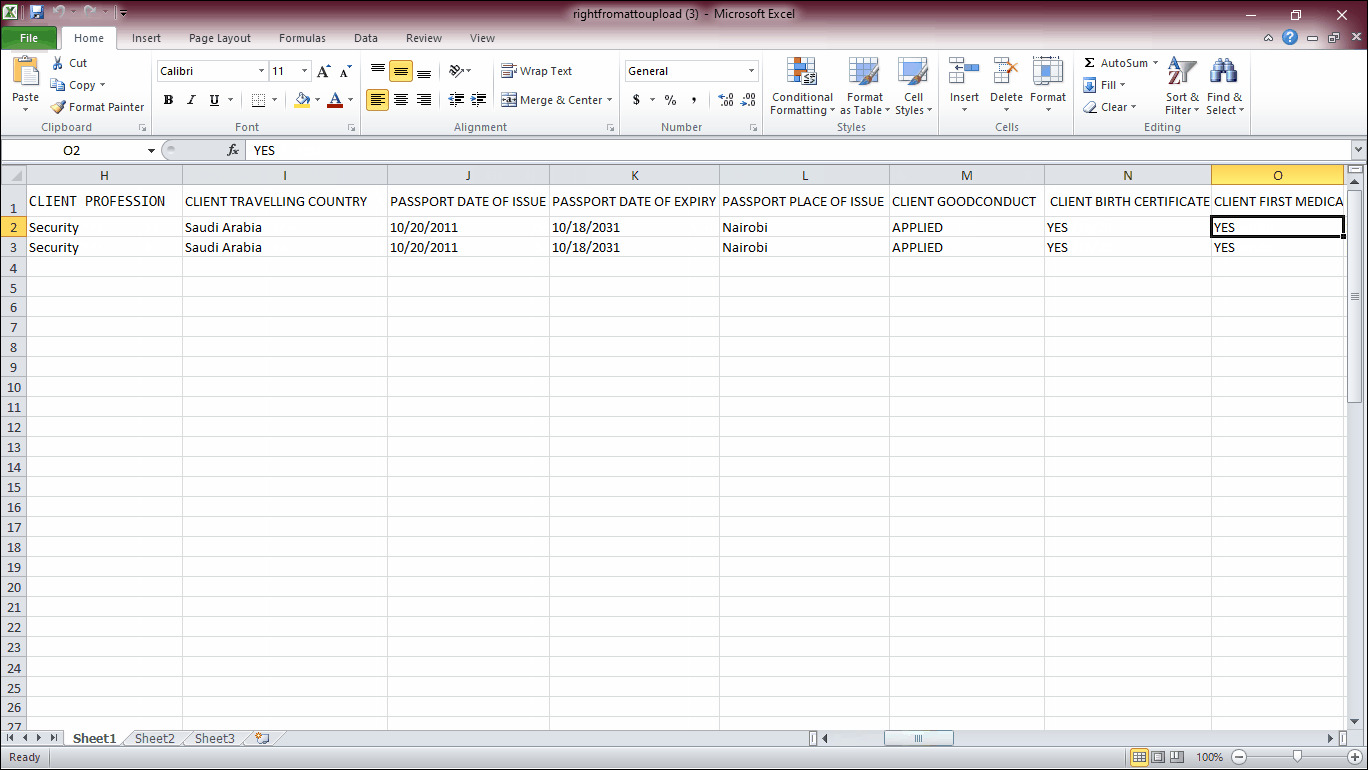 rightfromattoupload (3) - Microsoft Excel
File Home Insert Page Layout Formulas Data Review View
Paste
Cut
Copy
Format Painter
Clipboard
Calibri 11
B I U
Font
Wrap Text
Merge & Center
Alignment
General
$ % ,
Number
Conditional Formatting
Format as Table
Cell Styles
Styles
Insert Delete Format
Cells
Σ AutoSum
Fill
Clear
Sort & Filter
Find & Select
Editing
O2 fx YES
H I J K L M N O
1 CLIENT PROFESSION CLIENT TRAVELLING COUNTRY PASSPORT DATE OF ISSUE PASSPORT DATE OF EXPIRY PASSPORT PLACE OF ISSUE CLIENT GOODCONDUCT CLIENT BIRTH CERTIFICATE CLIENT FIRST MEDICA
2 Security Saudi Arabia 10/20/2011 10/18/2031 Nairobi APPLIED YES YES
3 Security Saudi Arabia 10/20/2011 10/18/2031 Nairobi APPLIED YES YES
4
5
6
7
8
9
10
11
12
13
14
15
16
17
18
19
20
21
22
23
24
25
26
27
Sheet1 Sheet2 Sheet3
Ready 100%